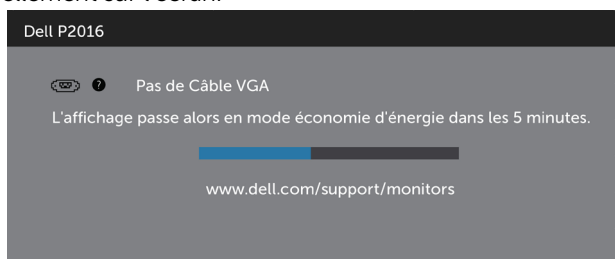 Dell P2016
Pas de Câble VGA
L'affichage passe alors en mode économie d'énergie dans les 5 minutes.
www.dell.com/support/monitors